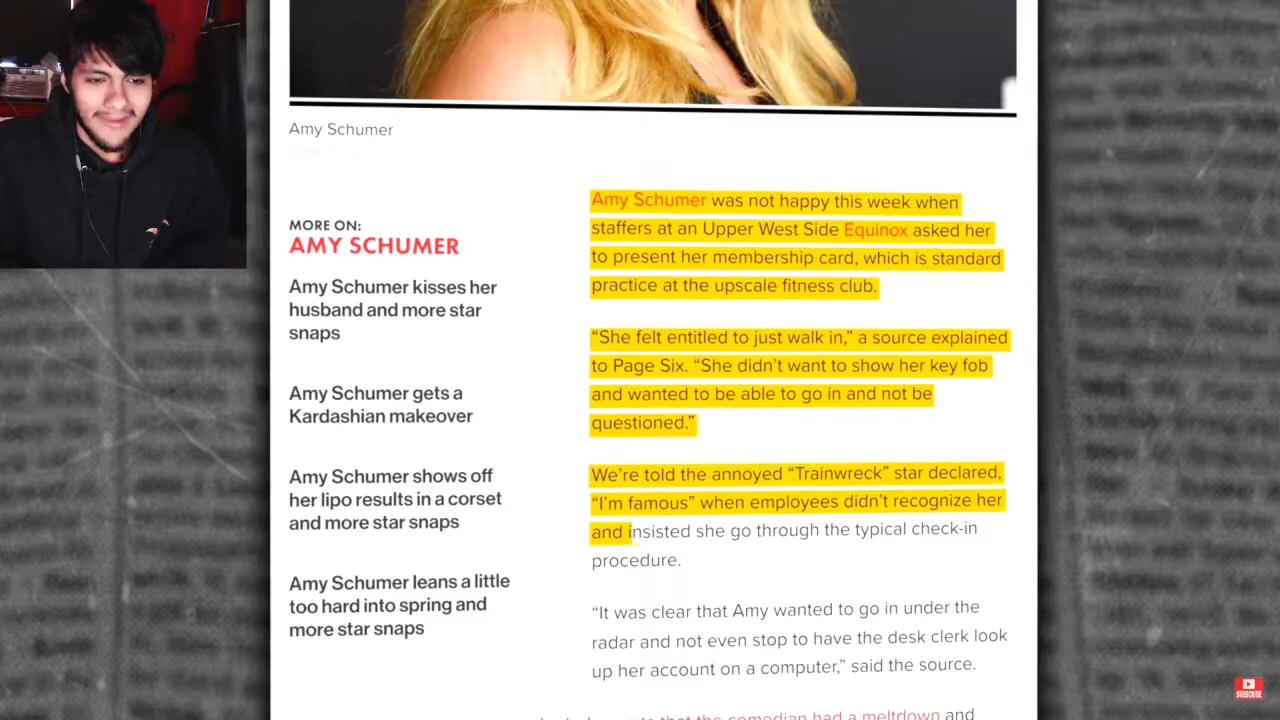 Amy Schumer
MORE ON:
AMY SCHUMER
Amy Schumer kisses her
husband and more star
snaps
Amy Schumer gets a
Kardashian makeover
Amy Schumer shows off
her lipo results in a corset
and more star snaps
Amy Schumer leans a little
too hard into spring and
more star snaps
Amy Schumer was not happy this week when
staffers at an Upper West Side Equinox asked her
to present her membership card, which is standard
practice at the upscale fitness club.
“She felt entitled to just walk in,” a source explained
to Page Six. “She didn’t want to show her key fob
and wanted to be able to go in and not be
questioned.”
We’re told the annoyed “Trainwreck” star declared,
“I’m famous” when employees didn’t recognize her
and insisted she go through the typical check-in
procedure.
“It was clear that Amy wanted to go in under the
radar and not even stop to have the desk clerk look
up her account on a computer,” said the source.
that the comedian had a meltdown and
SUBSCRIBE